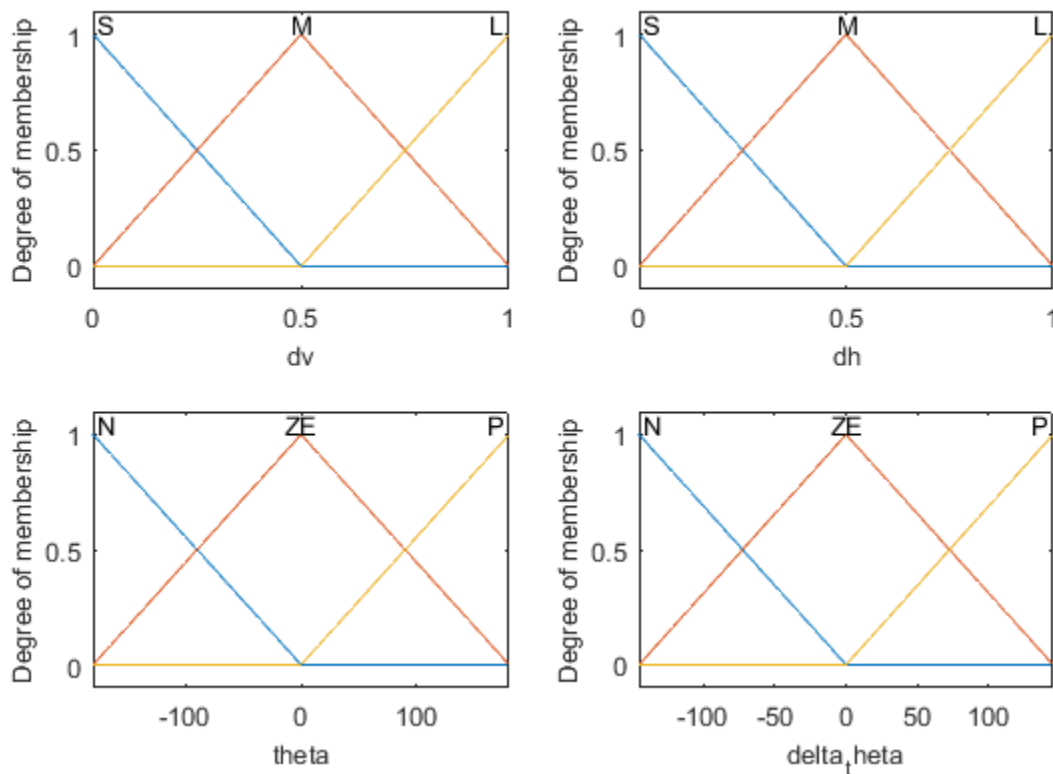 S M L
1
0.5
0
Degree of membership
0 0.5 1
dv
S M L
1
0.5
0
Degree of membership
0 0.5 1
dh
N ZE P
1
0.5
0
Degree of membership
-100 0 100
theta
N ZE P
1
0.5
0
Degree of membership
-100 -50 0 50 100
delta_theta